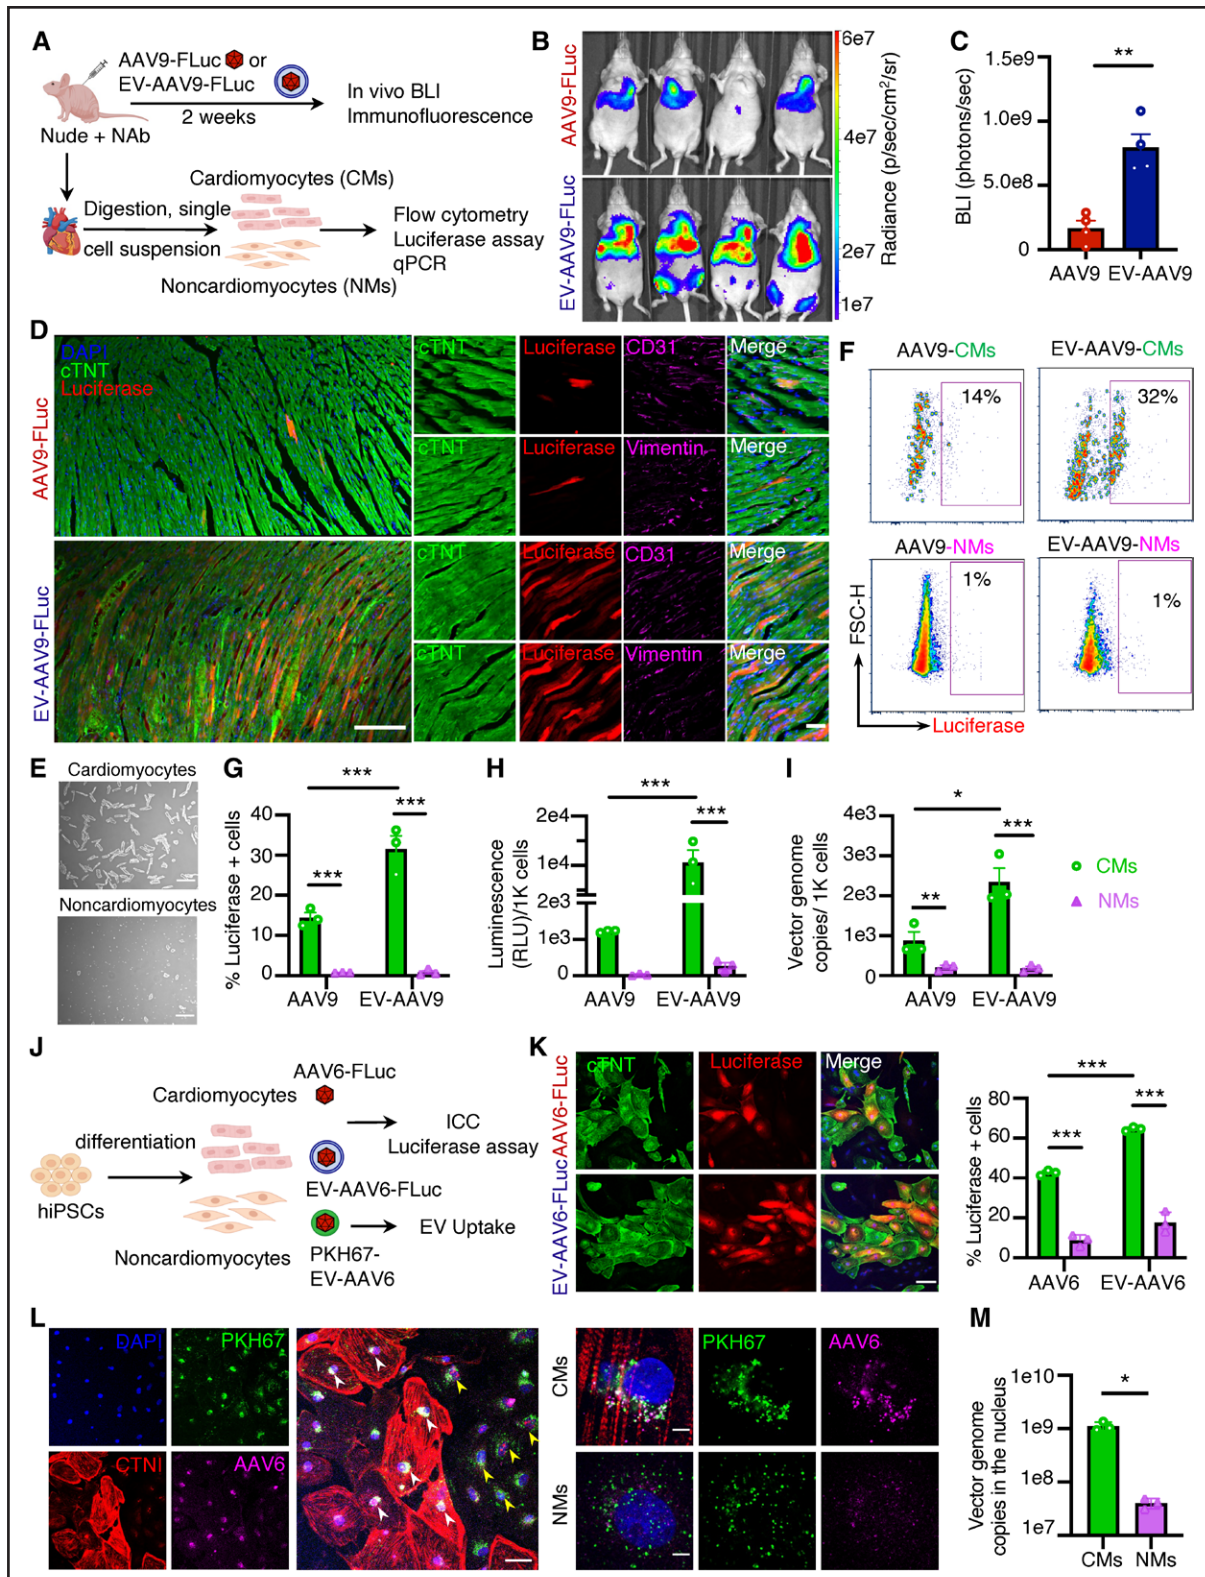 A
AAV9-FLuc or
EV-AAV9-FLuc
2 weeks
In vivo BLI
Immunofluorescence
Nude + NAb
Digestion, single
cell suspension
Cardiomyocytes (CMs)
Noncardiomyocytes (NMs)
Flow cytometry
Luciferase assay
qPCR
B
AAV9-FLuc
EV-AAV9-FLuc
6e7
4e7
2e7
1e7
Radiance (p/sec/cm²/sr)
C
**
1.5e9
1.0e9
5.0e8
0
BLI (photons/sec)
AAV9 EV-AAV9
D
DAPI
cTNT
Luciferase
AAV9-FLuc
cTNT Luciferase CD31 Merge
cTNT Luciferase Vimentin Merge
EV-AAV9-FLuc
cTNT Luciferase CD31 Merge
cTNT Luciferase Vimentin Merge
F
AAV9-CMs EV-AAV9-CMs
14% 32%
AAV9-NMs EV-AAV9-NMs
1% 1%
FSC-H
Luciferase
E
Cardiomyocytes
Noncardiomyocytes
G
***
*** ***
40
30
20
10
0
% Luciferase + cells
AAV9 EV-AAV9
H
***
***
2e4
1e4
2e3
1e3
0
Luminescence
(RLU)/1K cells
AAV9 EV-AAV9
I
*
** ***
4e3
3e3
2e3
1e3
0
Vector genome
copies/ 1K cells
AAV9 EV-AAV9
CMs
NMs
J
hiPSCs
differentiation
Cardiomyocytes
Noncardiomyocytes
AAV6-FLuc
EV-AAV6-FLuc
PKH67-
EV-AAV6
ICC
Luciferase assay
EV Uptake
K
AAV6-FLuc
EV-AAV6-FLuc
cTNT Luciferase Merge
***
*** ***
80
60
40
20
0
% Luciferase + cells
AAV6 EV-AAV6
L
DAPI PKH67
CTNI AAV6
CMs
NMs
PKH67 AAV6
M
*
1e10
1e9
1e8
1e7
Vector genome
copies in the nucleus
CMs NMs